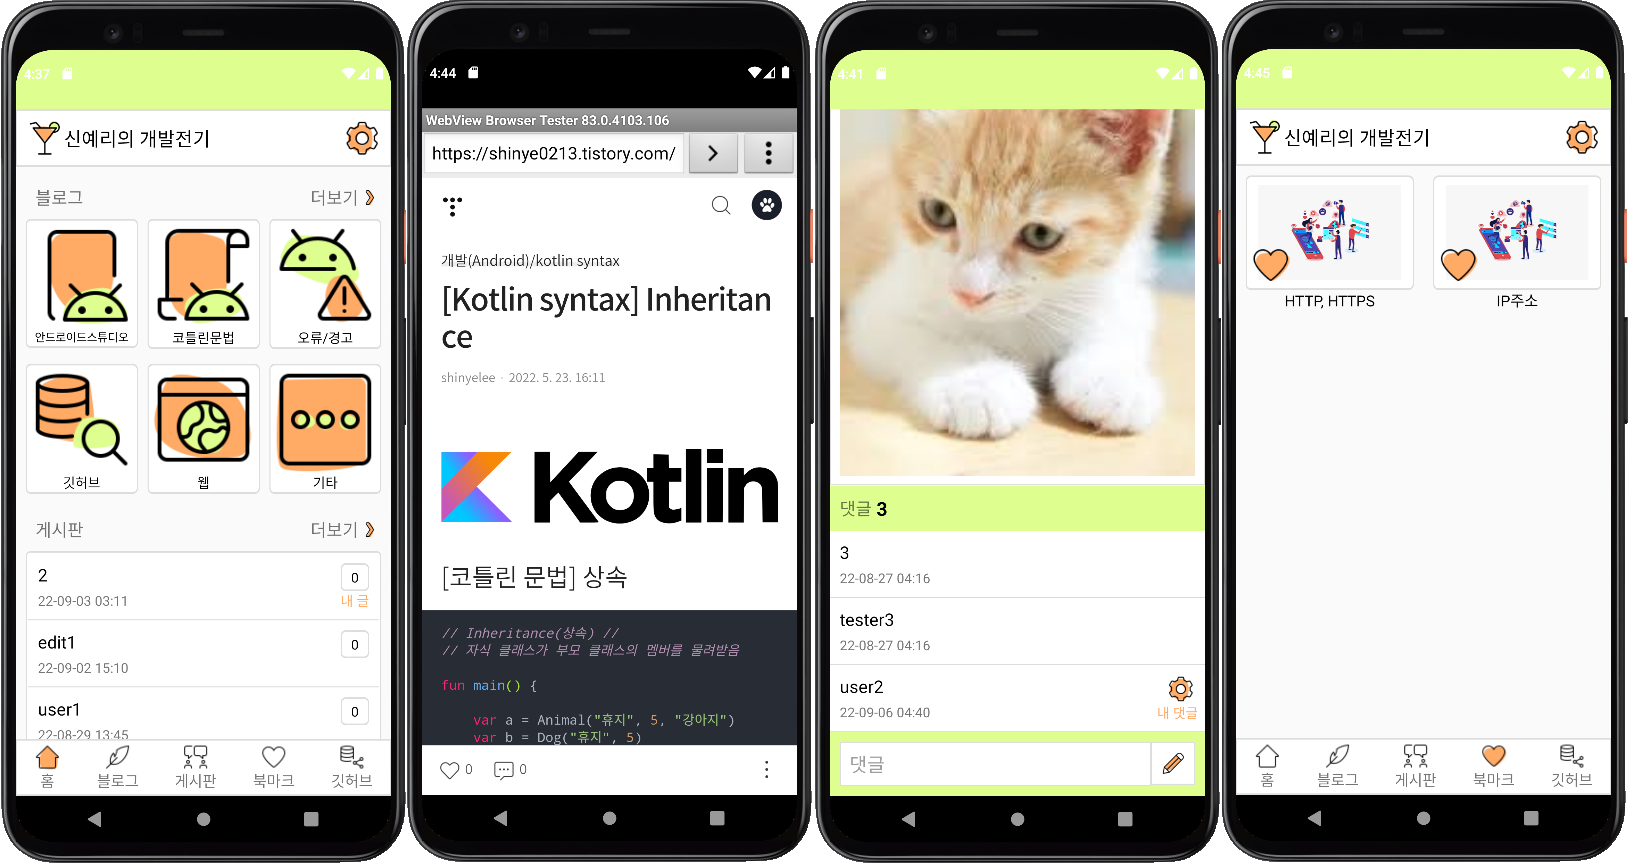 4:37
신예리의 개발전기
블로그
더보기
안드로이드스튜디오
코틀린문법
오류/경고
깃허브
웹
기타
게시판
더보기
2
0
22-09-03 03:11
내 글
edit1
0
22-09-02 15:10
user1
0
22-08-29 13:45
홈
블로그
게시판
북마크
깃허브
4:44
WebView Browser Tester 83.0.4103.106
https://shinye0213.tistory.com/
개발(Android)/kotlin syntax
[Kotlin syntax] Inheritan
ce
shinyelee · 2022. 5. 23. 16:11
Kotlin
[코틀린 문법] 상속
// Inheritance(상속) //
// 자식 클래스가 부모 클래스의 멤버를 물려받음
fun main() {
var a = Animal("휴지", 5, "강아지")
var b = Dog("휴지", 5)
0
0
4:41
댓글 3
3
22-08-27 04:16
tester3
22-08-27 04:16
user2
22-09-06 04:40
내 댓글
댓글
4:45
신예리의 개발전기
HTTP, HTTPS
IP주소
홈
블로그
게시판
북마크
깃허브